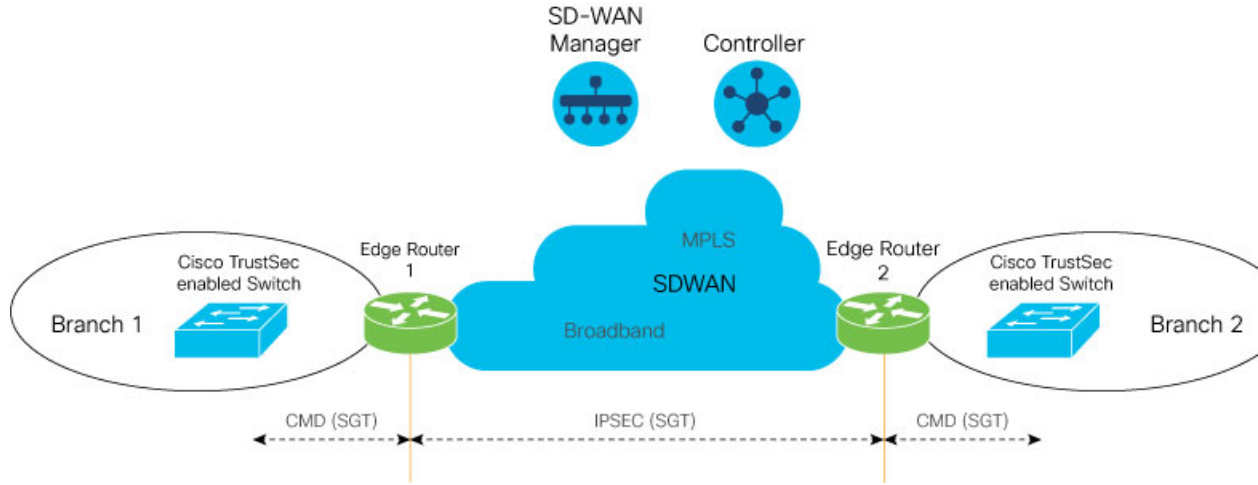 SD-WAN
Manager
Controller
MPLS
SDWAN
Broadband
Edge Router
1
Edge Router
2
Cisco TrustSec
enabled Switch
Branch 1
Cisco TrustSec
enabled Switch
Branch 2
CMD (SGT)
IPSEC (SGT)
CMD (SGT)